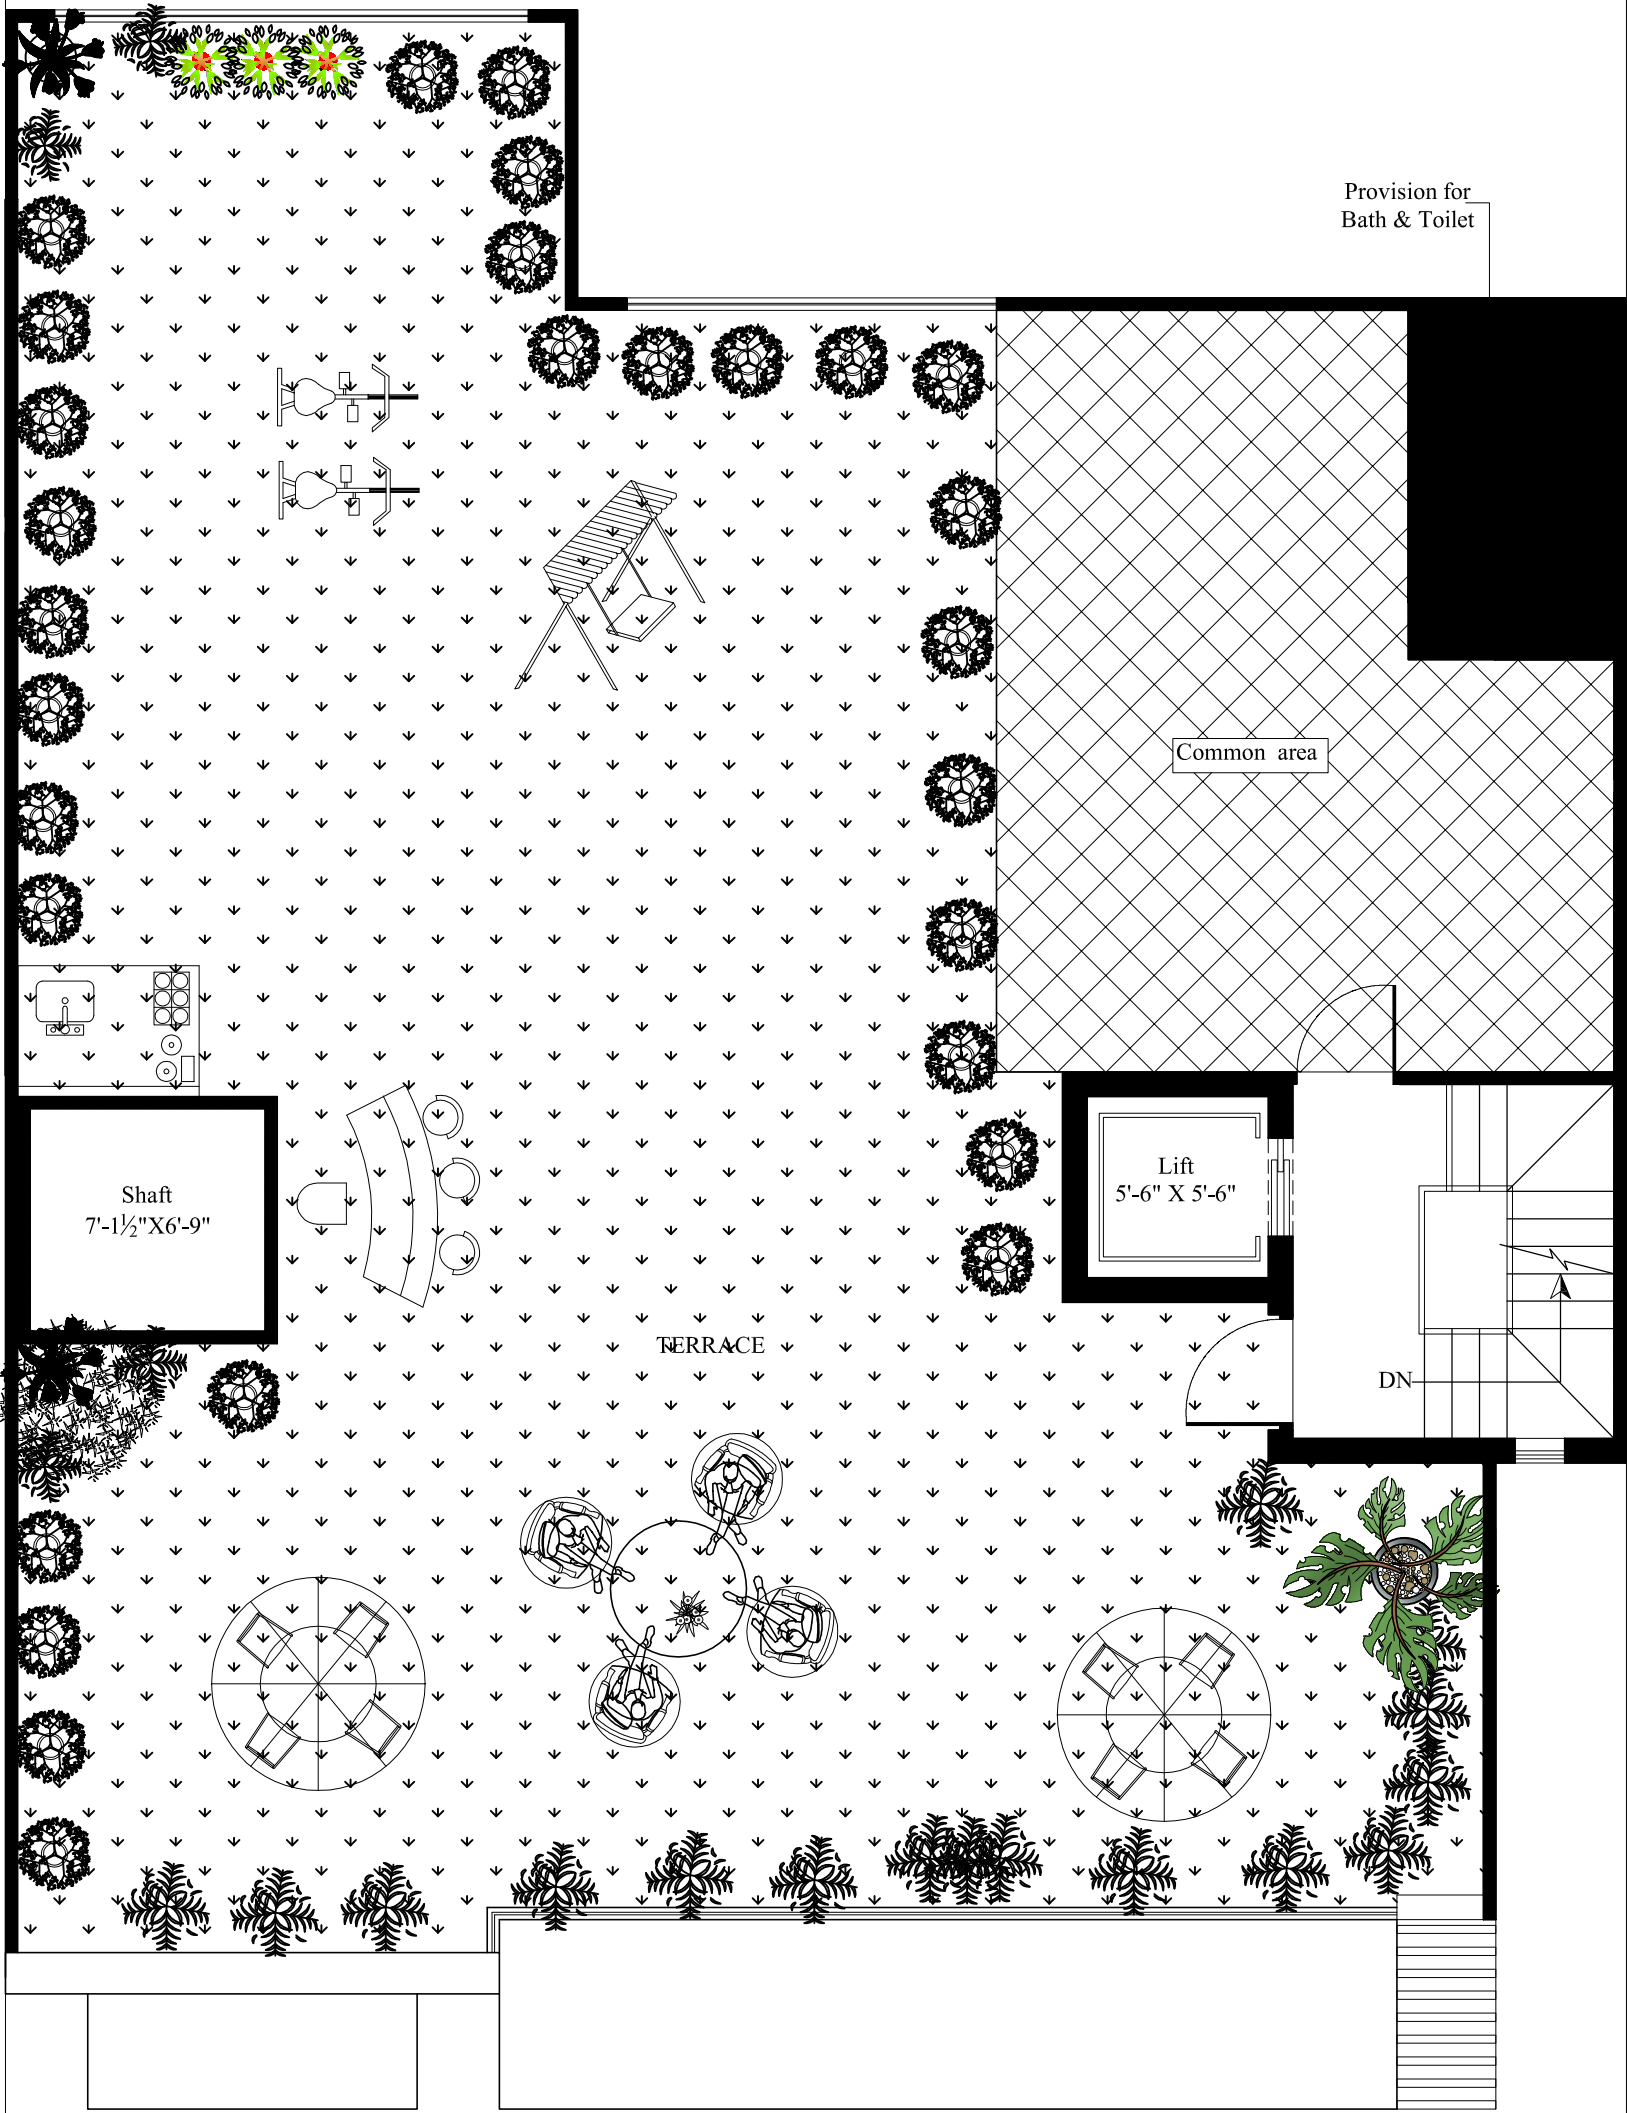 Provision for
Bath & Toilet
Common area
Lift
5'-6" X 5'-6"
Shaft
7'-1½"X6'-9"
TERRACE
DN